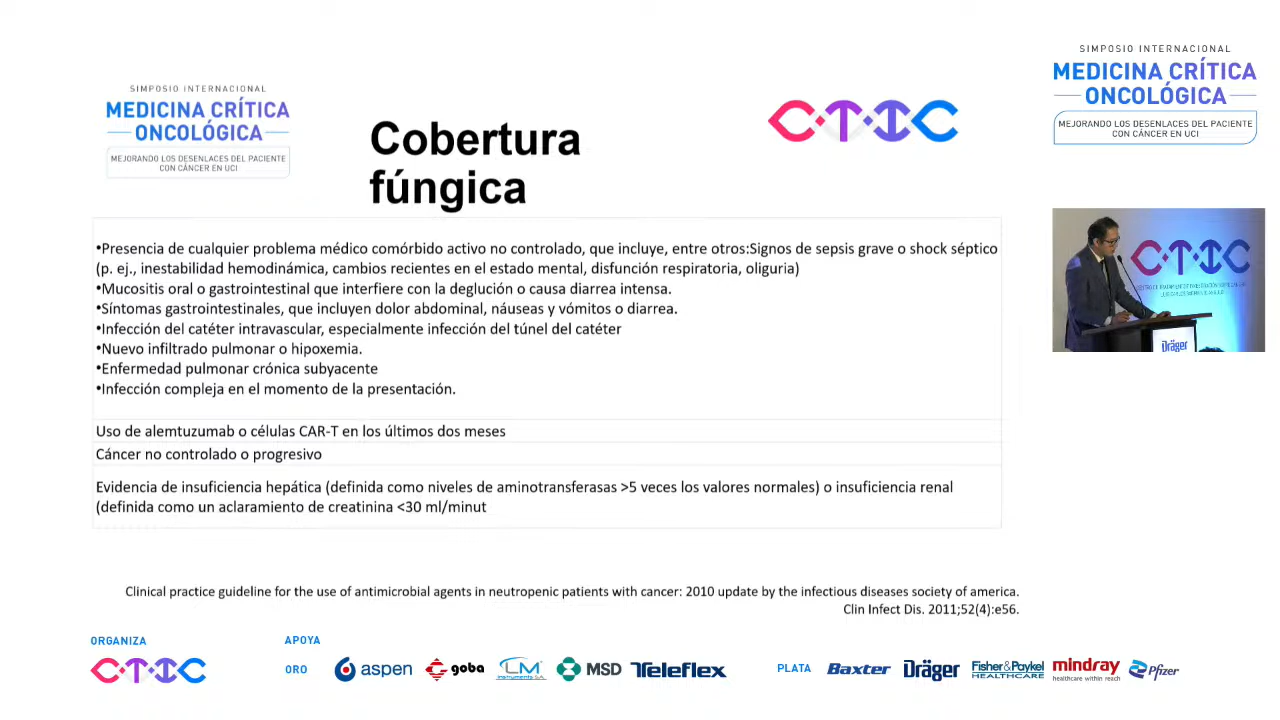 SIMPOSIO INTERNACIONAL
MEDICINA CRÍTICA
ONCOLÓGICA
MEJORANDO LOS DESENLACES DEL PACIENTE
CON CÁNCER EN UCI
Cobertura
fúngica
CTIC
SIMPOSIO INTERNACIONAL
MEDICINA CRÍTICA
ONCOLÓGICA
MEJORANDO LOS DESENLACES DEL PACIENTE
CON CÁNCER EN UCI
•Presencia de cualquier problema médico comórbido activo no controlado, que incluye, entre otros:Signos de sepsis grave o shock séptico
(p. ej., inestabilidad hemodinámica, cambios recientes en el estado mental, disfunción respiratoria, oliguria)
•Mucositis oral o gastrointestinal que interfiere con la deglución o causa diarrea intensa.
•Síntomas gastrointestinales, que incluyen dolor abdominal, náuseas y vómitos o diarrea.
•Infección del catéter intravascular, especialmente infección del túnel del catéter
•Nuevo infiltrado pulmonar o hipoxemia.
•Enfermedad pulmonar crónica subyacente
•Infección compleja en el momento de la presentación.
Uso de alemtuzumab o células CAR-T en los últimos dos meses
Cáncer no controlado o progresivo
Evidencia de insuficiencia hepática (definida como niveles de aminotransferasas >5 veces los valores normales) o insuficiencia renal
(definida como un aclaramiento de creatinina <30 ml/minut
CTIC
Dräger
Clinical practice guideline for the use of antimicrobial agents in neutropenic patients with cancer: 2010 update by the infectious diseases society of america.
Clin Infect Dis. 2011;52(4):e56.
ORGANIZA
CTIC
APOYA
ORO
aspen
goba
LM
instruments S.A.
MSD
Teleflex
PLATA
Baxter
Dräger
Fisher&Paykel
HEALTHCARE
mindray
healthcare within reach
Pfizer